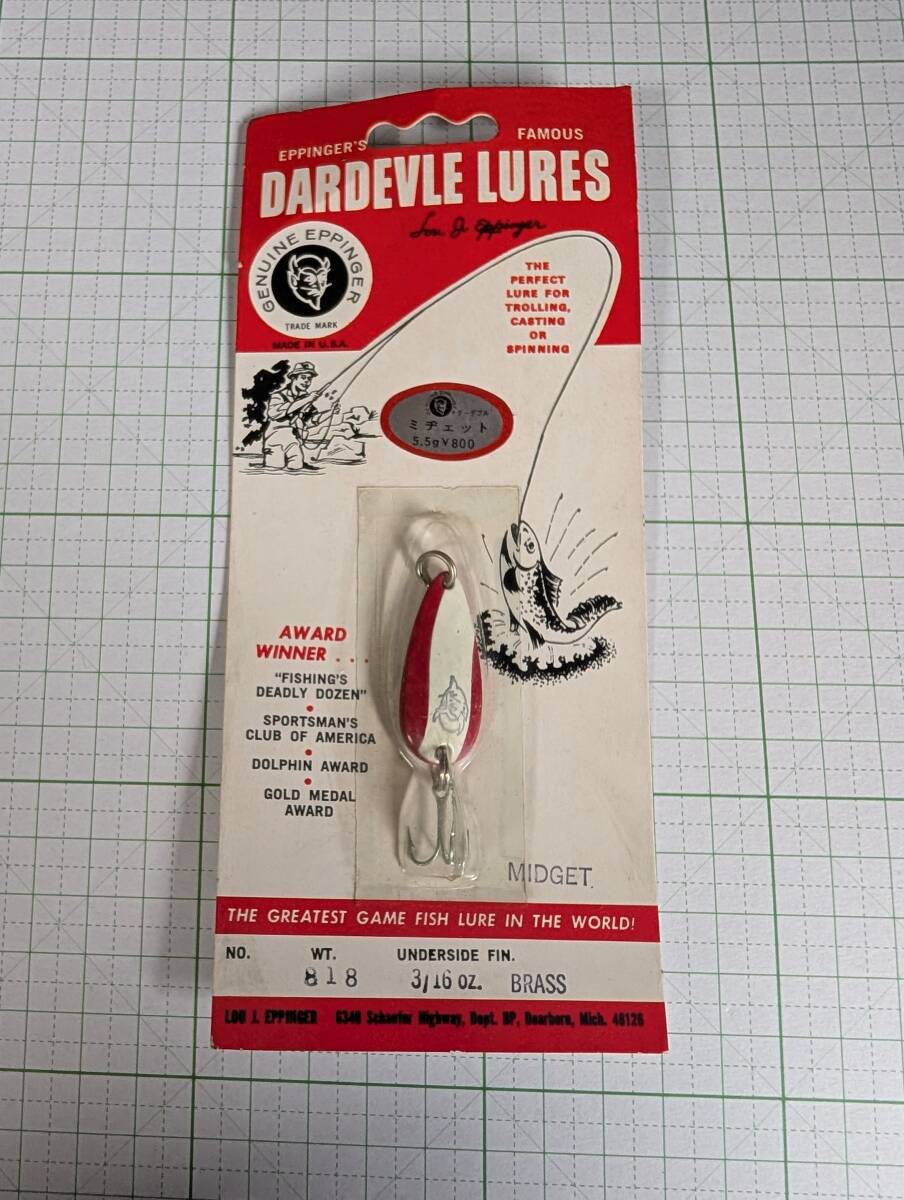 EPPINGER'S FAMOUS
DARDEVLE LURES
Lou J. Eppinger
GENUINE EPPINGER
TRADE MARK
MADE IN U.S.A.
THE
PERFECT
LURE FOR
TROLLING,
CASTING
OR
SPINNING
ミヂェット
5.5g¥800
AWARD
WINNER . . .
"FISHING'S
DEADLY DOZEN"
•
SPORTSMAN'S
CLUB OF AMERICA
•
DOLPHIN AWARD
•
GOLD MEDAL
AWARD
MIDGET
THE GREATEST GAME FISH LURE IN THE WORLD!
NO. WT. UNDERSIDE FIN.
818 3/16 OZ. BRASS
LOU J. EPPINGER 6340 Schaefer Highway, Dept. BP, Dearborn, Mich. 48126